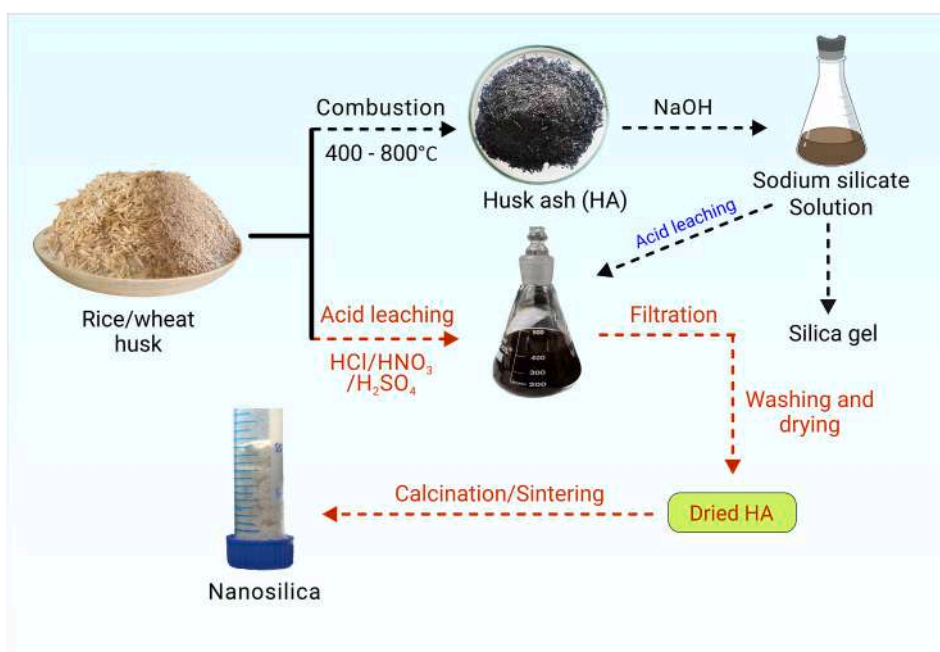 Combustion
400 - 800°C
Husk ash (HA)
NaOH
Sodium silicate
Solution
Acid leaching
Silica gel
Rice/wheat
husk
Acid leaching
HCl/HNO₃
/H₂SO₄
500
400
300
200
Filtration
Washing and
drying
Dried HA
Calcination/Sintering
Nanosilica